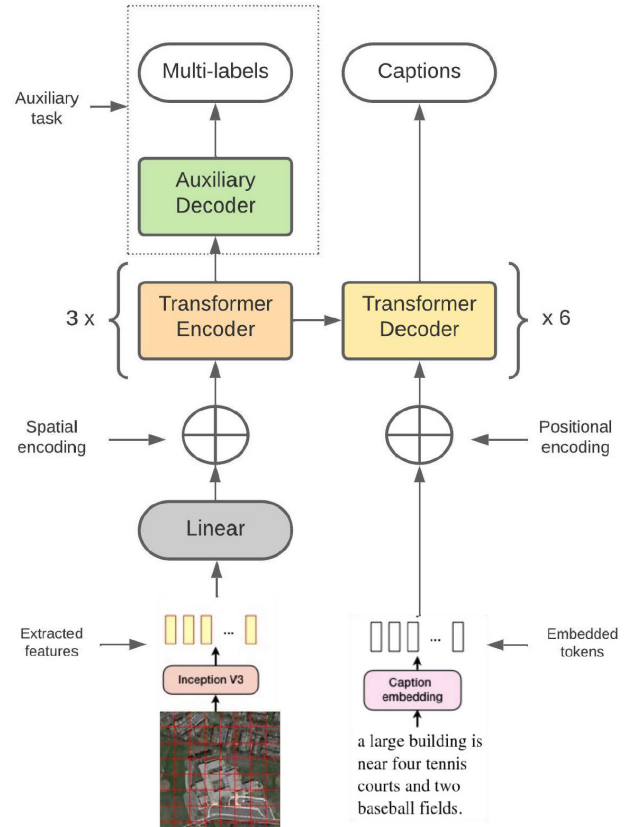 Multi-labels
Captions
Auxiliary
task
Auxiliary
Decoder
3 x
Transformer
Encoder
Transformer
Decoder
x 6
Spatial
encoding
Positional
encoding
Linear
Extracted
features
...
...
Embedded
tokens
Inception V3
Caption
embedding
a large building is
near four tennis
courts and two
baseball fields.